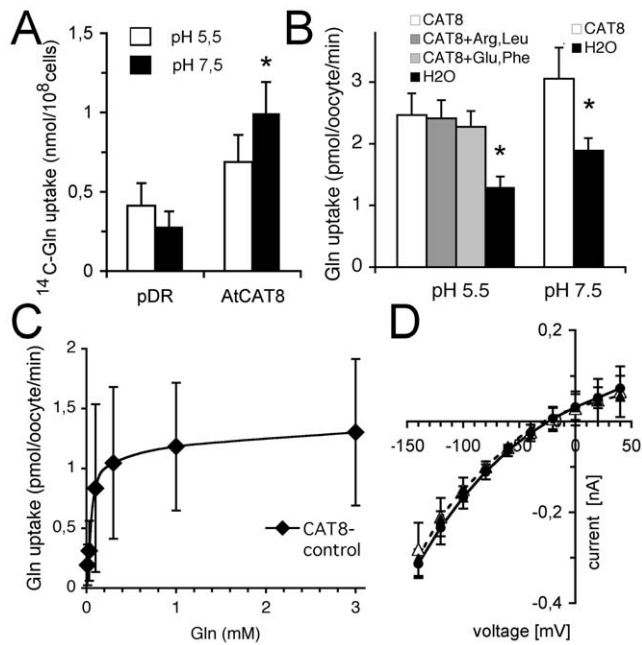 A
14C-Gln uptake (nmol/10^8cells)
1,5
1
0,5
0
pH 5,5
pH 7,5
*
pDR
AtCAT8
B
Gln uptake (pmol/oocyte/min)
3
2
1
0
CAT8
CAT8+Arg,Leu
CAT8+Glu,Phe
H2O
CAT8
H2O
*
*
pH 5.5
pH 7.5
C
Gln uptake (pmol/oocyte/min)
2
1,5
1
0,5
0
CAT8-
control
0
1
2
3
Gln (mM)
D
0,2
-150
-100
-50
0
50
-0,2
-0,4
current [nA]
voltage [mV]